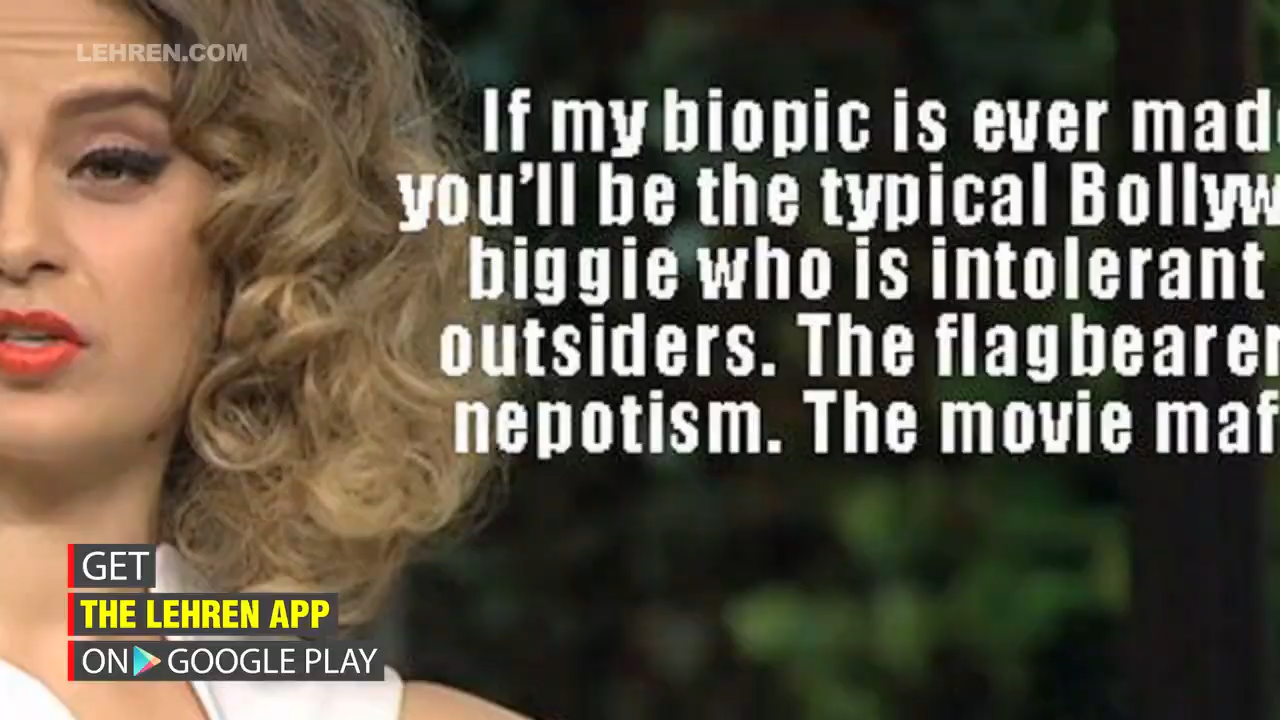 LEHREN.COM
If my biopic is ever mad
you'll be the typical Bollyw
biggie who is intolerant
outsiders. The flagbearer
nepotism. The movie maf
GET
THE LEHREN APP
ON GOOGLE PLAY